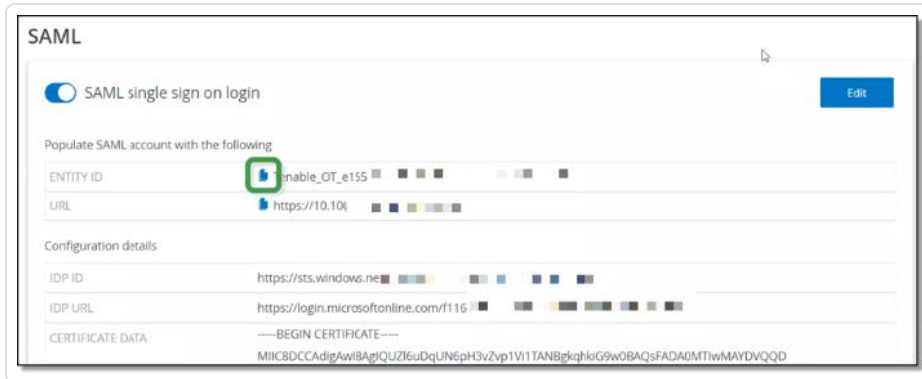 SAML
SAML single sign on login
Edit
Populate SAML account with the following
ENTITY ID Tenable_OT_e155
URL https://10.10
Configuration details
IDP ID https://sts.windows.ne
IDP URL https://login.microsoftonline.com/f116
CERTIFICATE DATA -----BEGIN CERTIFICATE-----
MIIC8DCCAdigAwIBAgIQUZl6uDqUN6pH3vZvp1Vi1TANBgkqhkiG9w0BAQsFADA0MTIwMAYDVQQD